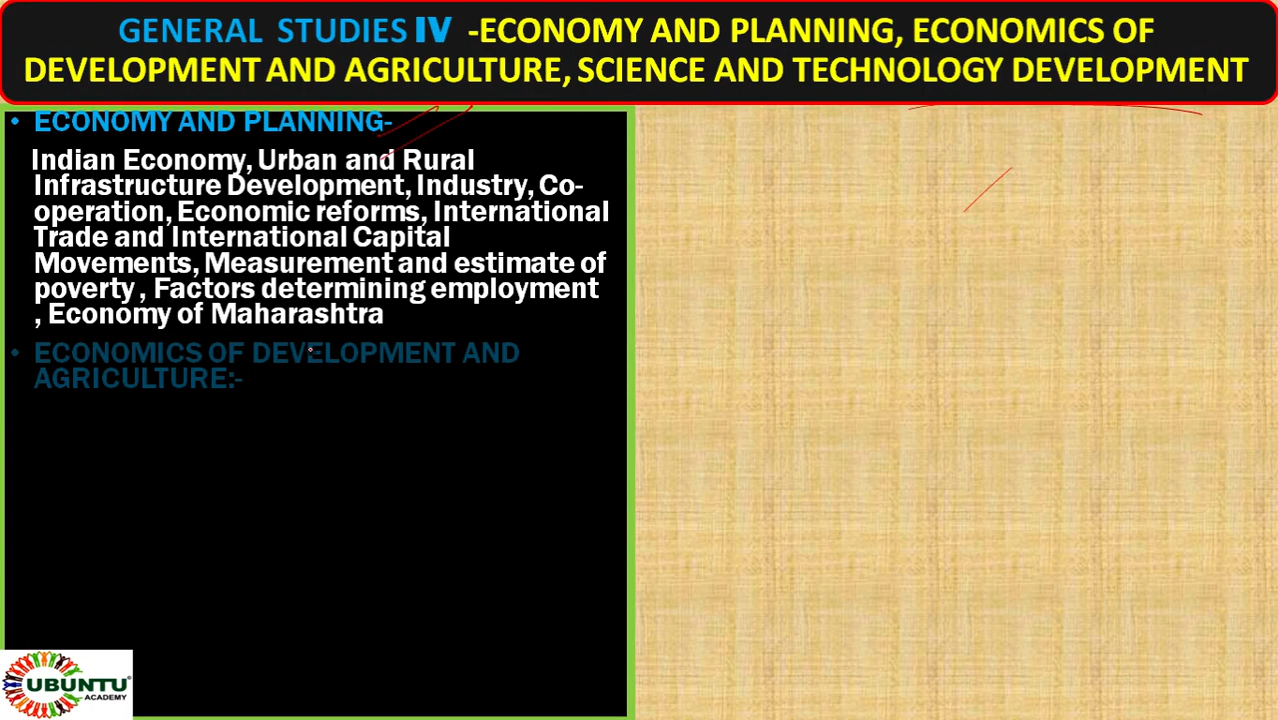 GENERAL STUDIES IV -ECONOMY AND PLANNING, ECONOMICS OF
DEVELOPMENT AND AGRICULTURE, SCIENCE AND TECHNOLOGY DEVELOPMENT
• ECONOMY AND PLANNING-
Indian Economy, Urban and Rural
Infrastructure Development, Industry, Co-
operation, Economic reforms, International
Trade and International Capital
Movements, Measurement and estimate of
poverty , Factors determining employment
, Economy of Maharashtra
• ECONOMICS OF DEVELOPMENT AND
AGRICULTURE:-
UBUNTU
ACADEMY